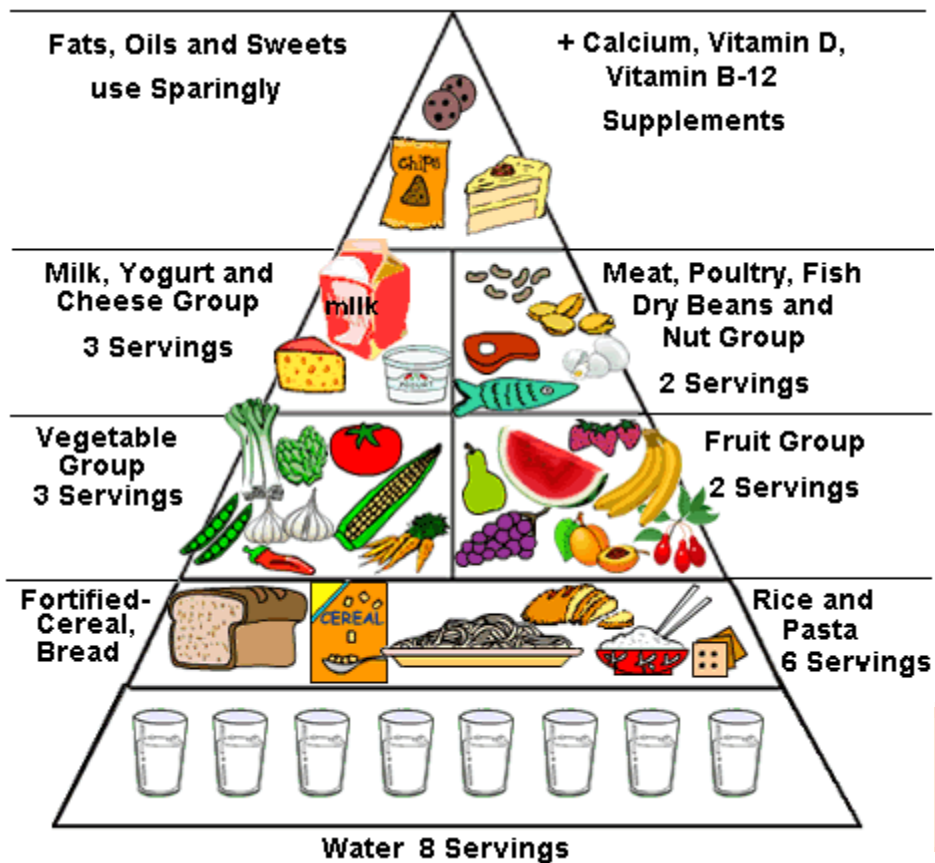 Fats, Oils and Sweets
use Sparingly
+ Calcium, Vitamin D,
Vitamin B-12
Supplements
chips
Milk, Yogurt and
Cheese Group
3 Servings
milk
YOGURT
Meat, Poultry, Fish
Dry Beans and
Nut Group
2 Servings
Vegetable
Group
3 Servings
Fruit Group
2 Servings
Fortified-
Cereal,
Bread
CEREAL
Rice and
Pasta
6 Servings
Water 8 Servings